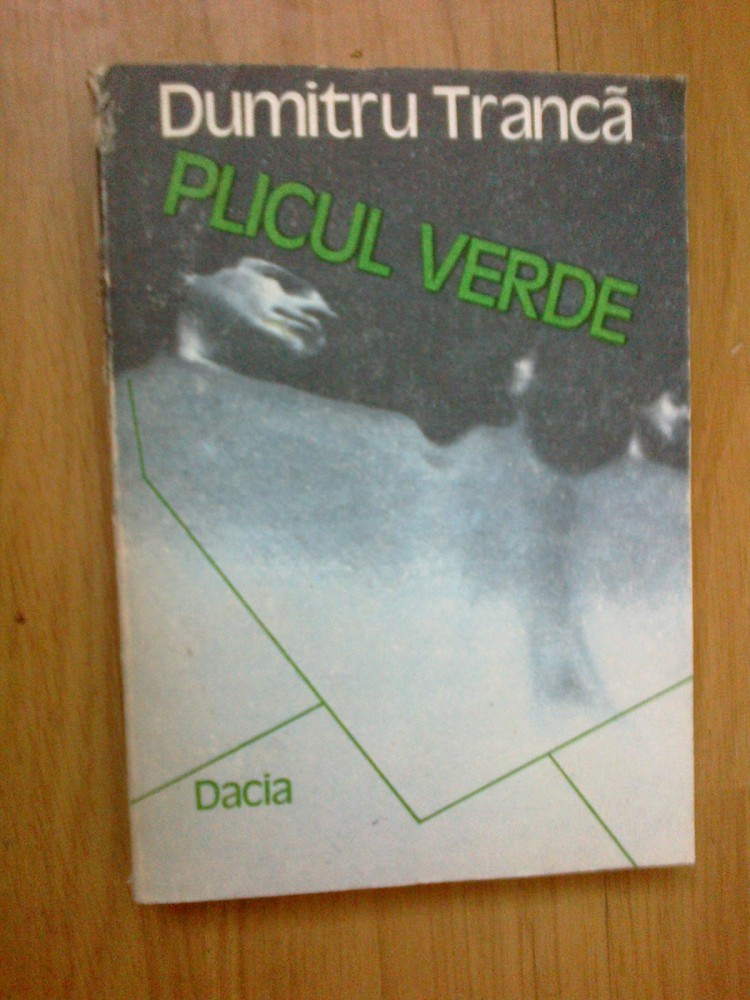 Dumitru Trancă
PLICUL VERDE
Dacia